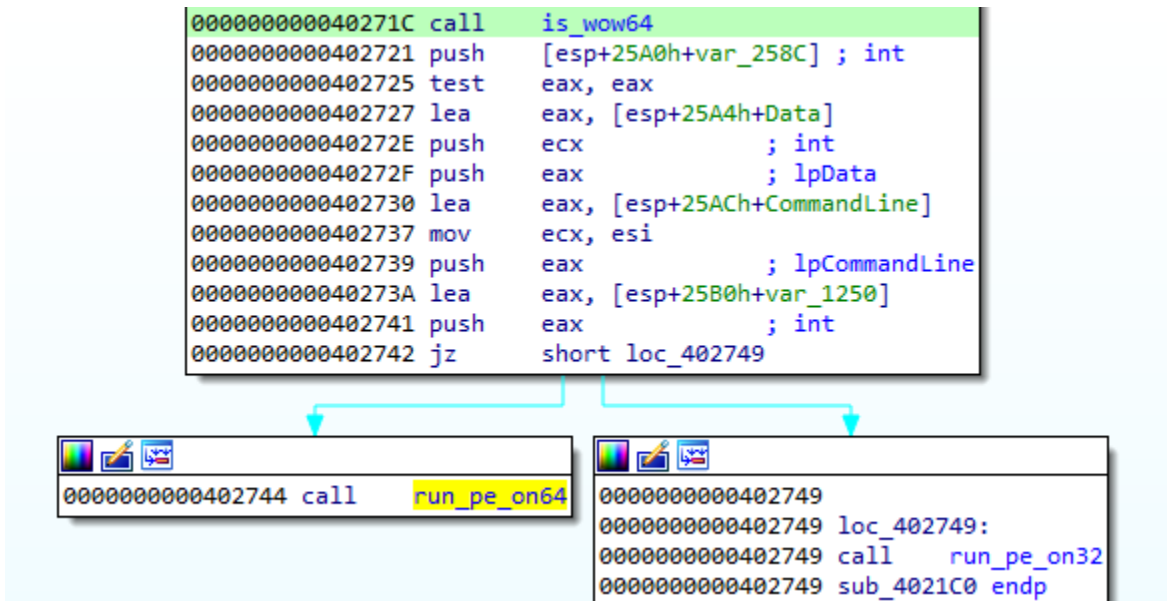 000000000040271C call    is_wow64
0000000000402721 push    [esp+25A0h+var_258C] ; int
0000000000402725 test    eax, eax
0000000000402727 lea     eax, [esp+25A4h+Data]
000000000040272E push    ecx             ; int
000000000040272F push    eax             ; lpData
0000000000402730 lea     eax, [esp+25ACh+CommandLine]
0000000000402737 mov     ecx, esi
0000000000402739 push    eax             ; lpCommandLine
000000000040273A lea     eax, [esp+25B0h+var_1250]
0000000000402741 push    eax             ; int
0000000000402742 jz      short loc_402749
0000000000402744 call    run_pe_on64
0000000000402749
0000000000402749 loc_402749:
0000000000402749 call    run_pe_on32
0000000000402749 sub_4021C0 endp